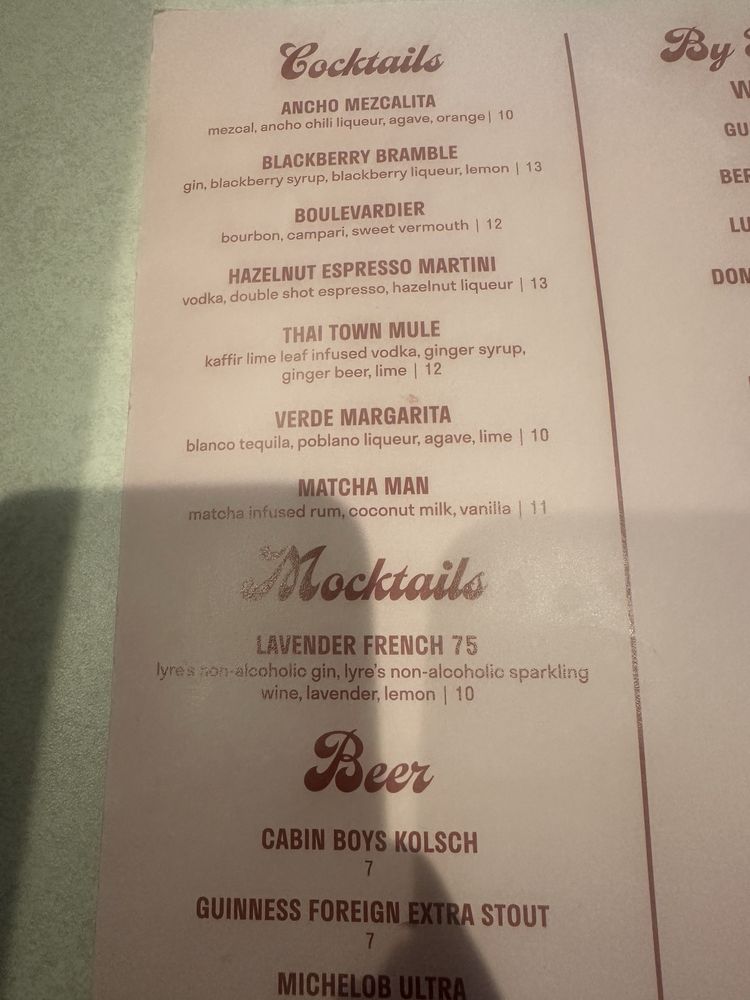 Cocktails
ANCHO MEZCALITA
mezcal, ancho chili liqueur, agave, orange| 10
BLACKBERRY BRAMBLE
gin, blackberry syrup, blackberry liqueur, lemon | 13
BOULEVARDIER
bourbon, campari, sweet vermouth | 12
HAZELNUT ESPRESSO MARTINI
vodka, double shot espresso, hazelnut liqueur | 13
THAI TOWN MULE
kaffir lime leaf infused vodka, ginger syrup,
ginger beer, lime | 12
VERDE MARGARITA
blanco tequila, poblano liqueur, agave, lime | 10
MATCHA MAN
matcha infused rum, coconut milk, vanilla | 11
Mocktails
LAVENDER FRENCH 75
lyre's non-alcoholic gin, lyre's non-alcoholic sparkling
wine, lavender, lemon | 10
Beer
CABIN BOYS KOLSCH
7
GUINNESS FOREIGN EXTRA STOUT
7
MICHELOB ULTRA
By